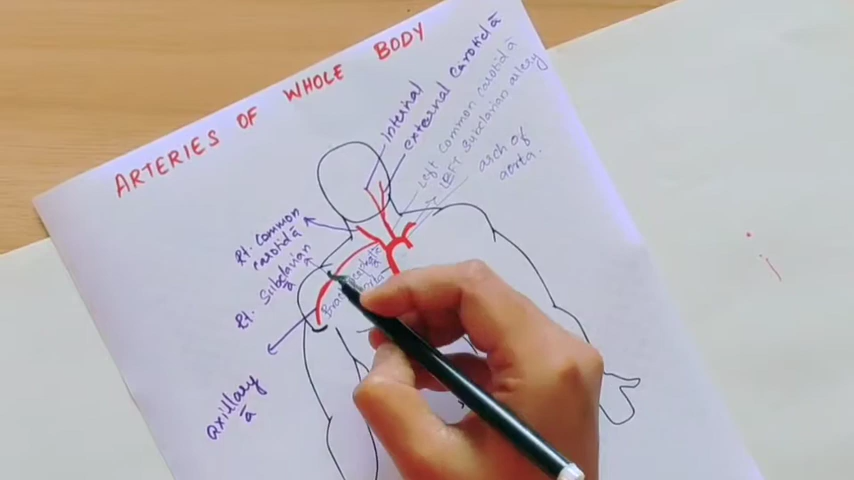 ARTERIES OF WHOLE BODY
internal
external carotid ā
Left common carotid ā
LEFT Subclavian artery
arch of
aorta.
Rt. Common
carotid ā
Rt. Subclavian
ā
axillary
ā